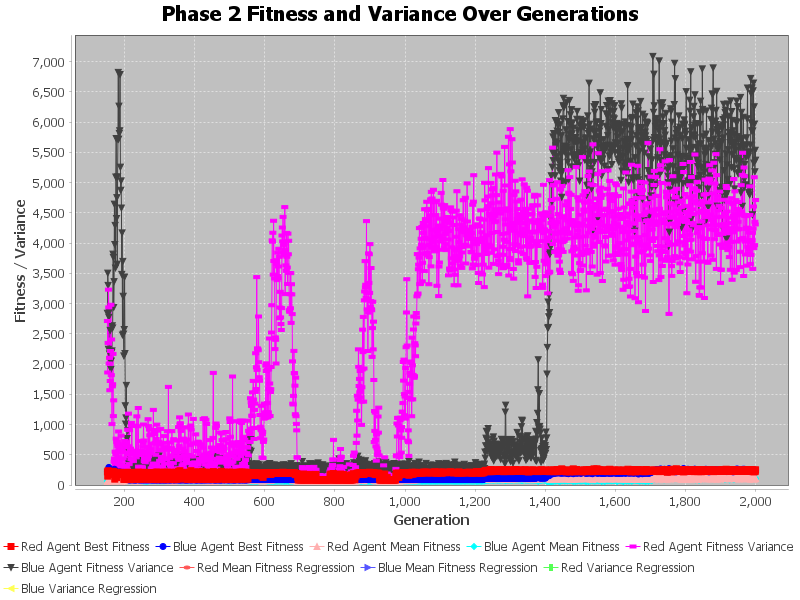 Phase 2 Fitness and Variance Over Generations
7,000
6,500
6,000
5,500
5,000
4,500
4,000
3,500
3,000
2,500
2,000
1,500
1,000
500
0
Fitness / Variance
200 400 600 800 1,000 1,200 1,400 1,600 1,800 2,000
Generation
Red Agent Best Fitness Blue Agent Best Fitness Red Agent Mean Fitness Blue Agent Mean Fitness Red Agent Fitness Variance
Blue Agent Fitness Variance Red Mean Fitness Regression Blue Mean Fitness Regression Red Variance Regression
Blue Variance Regression